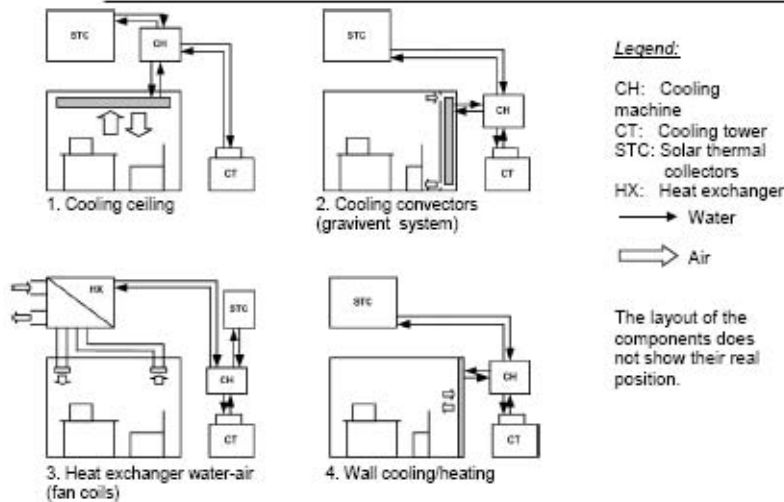 STC
CH
CT
1. Cooling ceiling
STC
CH
CT
2. Cooling convectors
(gravivent system)
HX
STC
CH
CT
3. Heat exchanger water-air
(fan coils)
STC
CH
CT
4. Wall cooling/heating
Legend:
CH: Cooling
machine
CT: Cooling tower
STC: Solar thermal
collectors
HX: Heat exchanger
Water
Air
The layout of the
components does
not show their real
position.